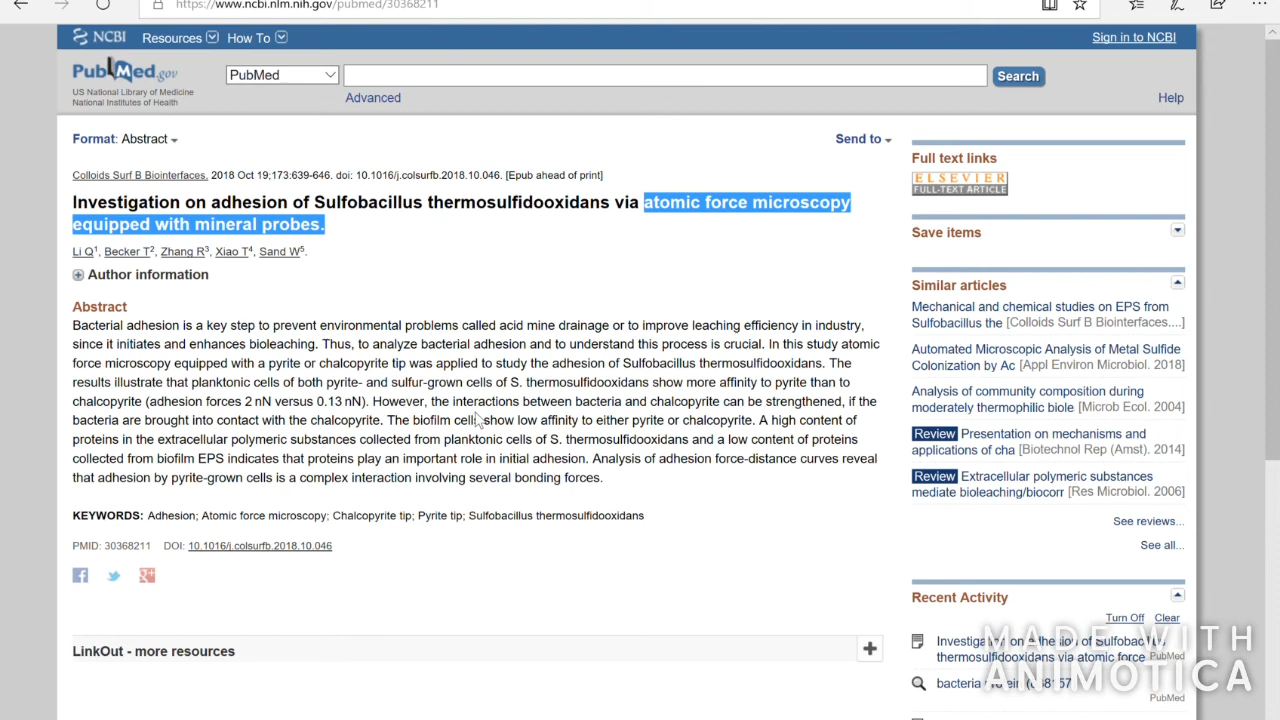 https://www.ncbi.nlm.nih.gov/pubmed/30368211
NCBI Resources How To Sign in to NCBI
PubMed.gov
US National Library of Medicine
National Institutes of Health
PubMed
Search
Advanced
Help
Format: Abstract
Send to
Colloids Surf B Biointerfaces. 2018 Oct 19;173:639-646. doi: 10.1016/j.colsurfb.2018.10.046. [Epub ahead of print]
Investigation on adhesion of Sulfobacillus thermosulfidooxidans via atomic force microscopy
equipped with mineral probes.
Li Q1, Becker T2, Zhang R3, Xiao T4, Sand W5.
Author information
Abstract
Bacterial adhesion is a key step to prevent environmental problems called acid mine drainage or to improve leaching efficiency in industry,
since it initiates and enhances bioleaching. Thus, to analyze bacterial adhesion and to understand this process is crucial. In this study atomic
force microscopy equipped with a pyrite or chalcopyrite tip was applied to study the adhesion of Sulfobacillus thermosulfidooxidans. The
results illustrate that planktonic cells of both pyrite- and sulfur-grown cells of S. thermosulfidooxidans show more affinity to pyrite than to
chalcopyrite (adhesion forces 2 nN versus 0.13 nN). However, the interactions between bacteria and chalcopyrite can be strengthened, if the
bacteria are brought into contact with the chalcopyrite. The biofilm cells show low affinity to either pyrite or chalcopyrite. A high content of
proteins in the extracellular polymeric substances collected from planktonic cells of S. thermosulfidooxidans and a low content of proteins
collected from biofilm EPS indicates that proteins play an important role in initial adhesion. Analysis of adhesion force-distance curves reveal
that adhesion by pyrite-grown cells is a complex interaction involving several bonding forces.
KEYWORDS: Adhesion; Atomic force microscopy; Chalcopyrite tip; Pyrite tip; Sulfobacillus thermosulfidooxidans
PMID: 30368211 DOI: 10.1016/j.colsurfb.2018.10.046
LinkOut - more resources
Full text links
ELSEVIER
FULL-TEXT ARTICLE
Save items
Similar articles
Mechanical and chemical studies on EPS from
Sulfobacillus the [Colloids Surf B Biointerfaces....]
Automated Microscopic Analysis of Metal Sulfide
Colonization by Ac [Appl Environ Microbiol. 2018]
Analysis of community composition during
moderately thermophilic biole [Microb Ecol. 2004]
Review Presentation on mechanisms and
applications of cha [Biotechnol Rep (Amst). 2014]
Review Extracellular polymeric substances
mediate bioleaching/biocorr [Res Microbiol. 2006]
See reviews...
See all...
Recent Activity
Turn Off Clear
Investigation on adhesion of Sulfobacillus
thermosulfidooxidans via atomic force PubMed
bacteria protein
PubMed
MADE WITH
ANIMOTICA